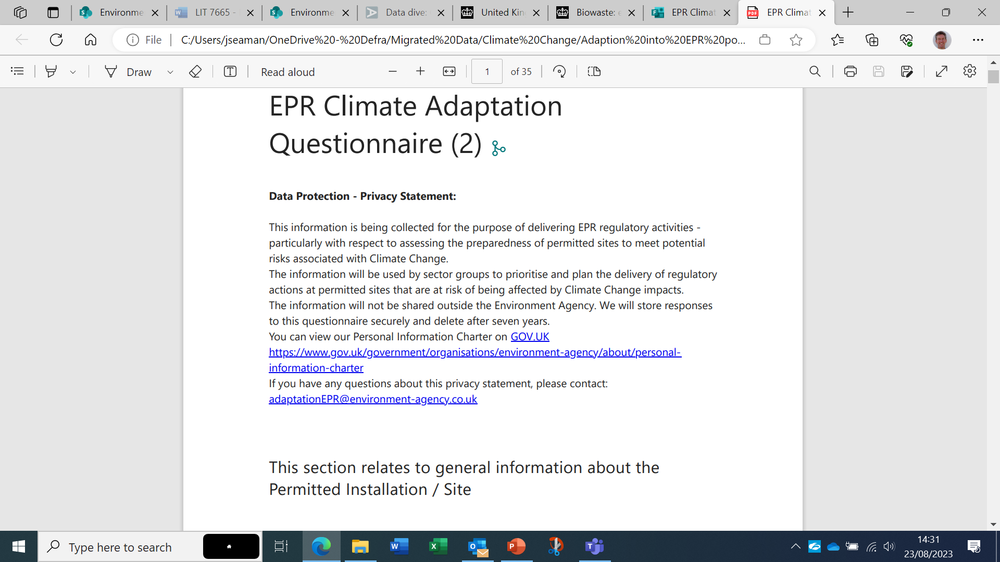 Environme
LIT 7665 -
Environme
Data dive:
United Kin
Biowaste: e
EPR Climat
EPR Climat
File
C:/Users/jseaman/OneDrive%20-%20Defra/Migrated%20Data/Climate%20Change/Adaption%20into%20EPR%20po...
Draw
Read aloud
1
of 35
EPR Climate Adaptation
Questionnaire (2)
Data Protection - Privacy Statement:
This information is being collected for the purpose of delivering EPR regulatory activities -
particularly with respect to assessing the preparedness of permitted sites to meet potential
risks associated with Climate Change.
The information will be used by sector groups to prioritise and plan the delivery of regulatory
actions at permitted sites that are at risk of being affected by Climate Change impacts.
The information will not be shared outside the Environment Agency. We will store responses
to this questionnaire securely and delete after seven years.
You can view our Personal Information Charter on GOV.UK
https://www.gov.uk/government/organisations/environment-agency/about/personal-
information-charter
If you have any questions about this privacy statement, please contact:
adaptationEPR@environment-agency.co.uk
This section relates to general information about the
Permitted Installation / Site
Type here to search
14:31
23/08/2023